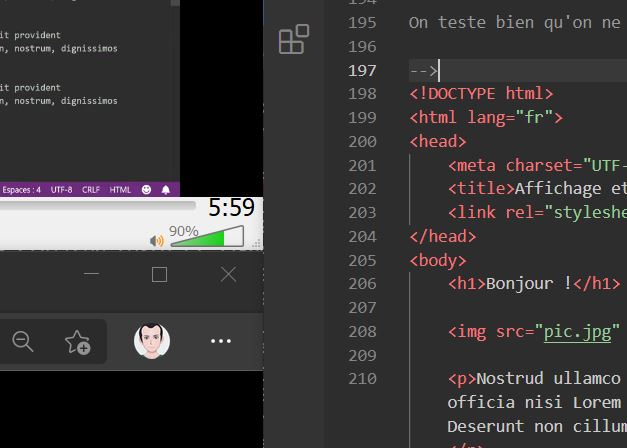 it provident
n, nostrum, dignissimos
it provident
n, nostrum, dignissimos
Espaces : 4 UTF-8 CRLF HTML
5:59
90%
195 On teste bien qu'on ne
196
197 -->
198 <!DOCTYPE html>
199 <html lang="fr">
200 <head>
201 <meta charset="UTF-
202 <title>Affichage et
203 <link rel="styleshe
204 </head>
205 <body>
206 <h1>Bonjour !</h1>
207
208 <img src="pic.jpg"
209
210 <p>Nostrud ullamco
officia nisi Lorem
Deserunt non cillum